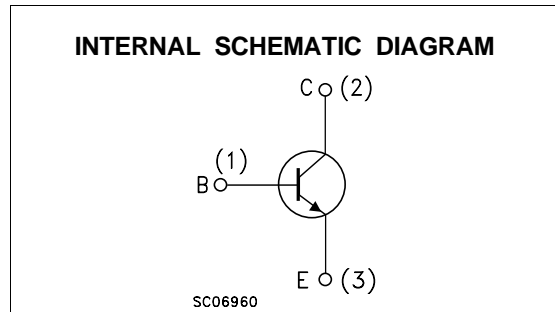 INTERNAL SCHEMATIC DIAGRAM
C (2)
(1)
B
E (3)
SC06960